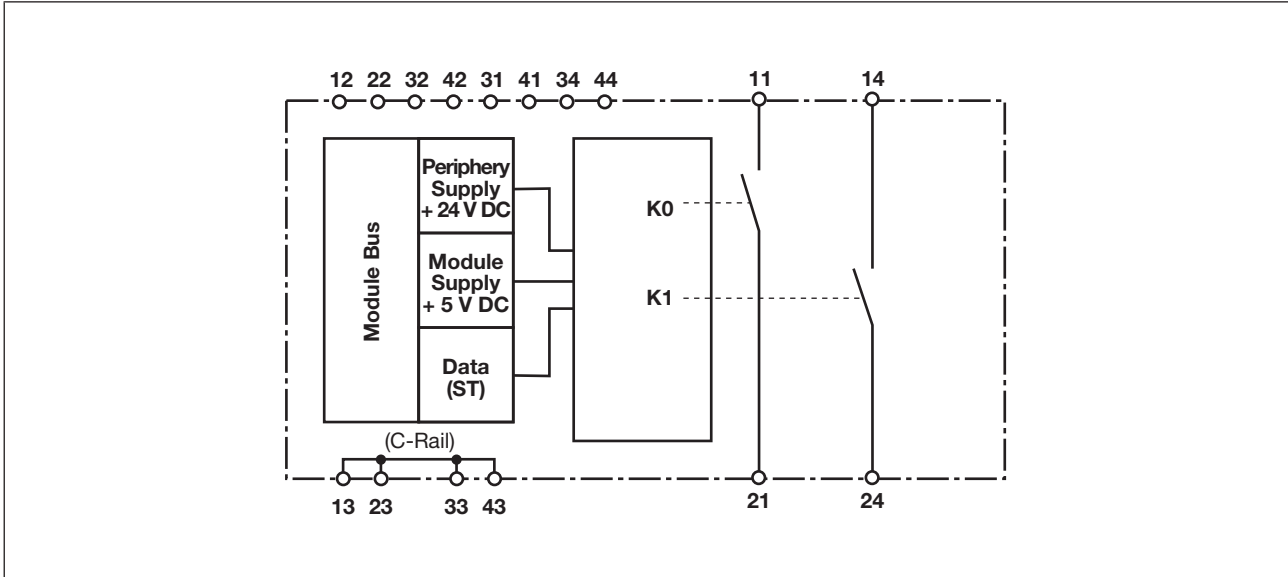 12 22 32 42 31 41 34 44 11 14
Periphery
Supply
+ 24 V DC
Module Bus
Module
Supply
+ 5 V DC
Data
(ST)
K0
K1
(C-Rail)
13 23 33 43 21 24